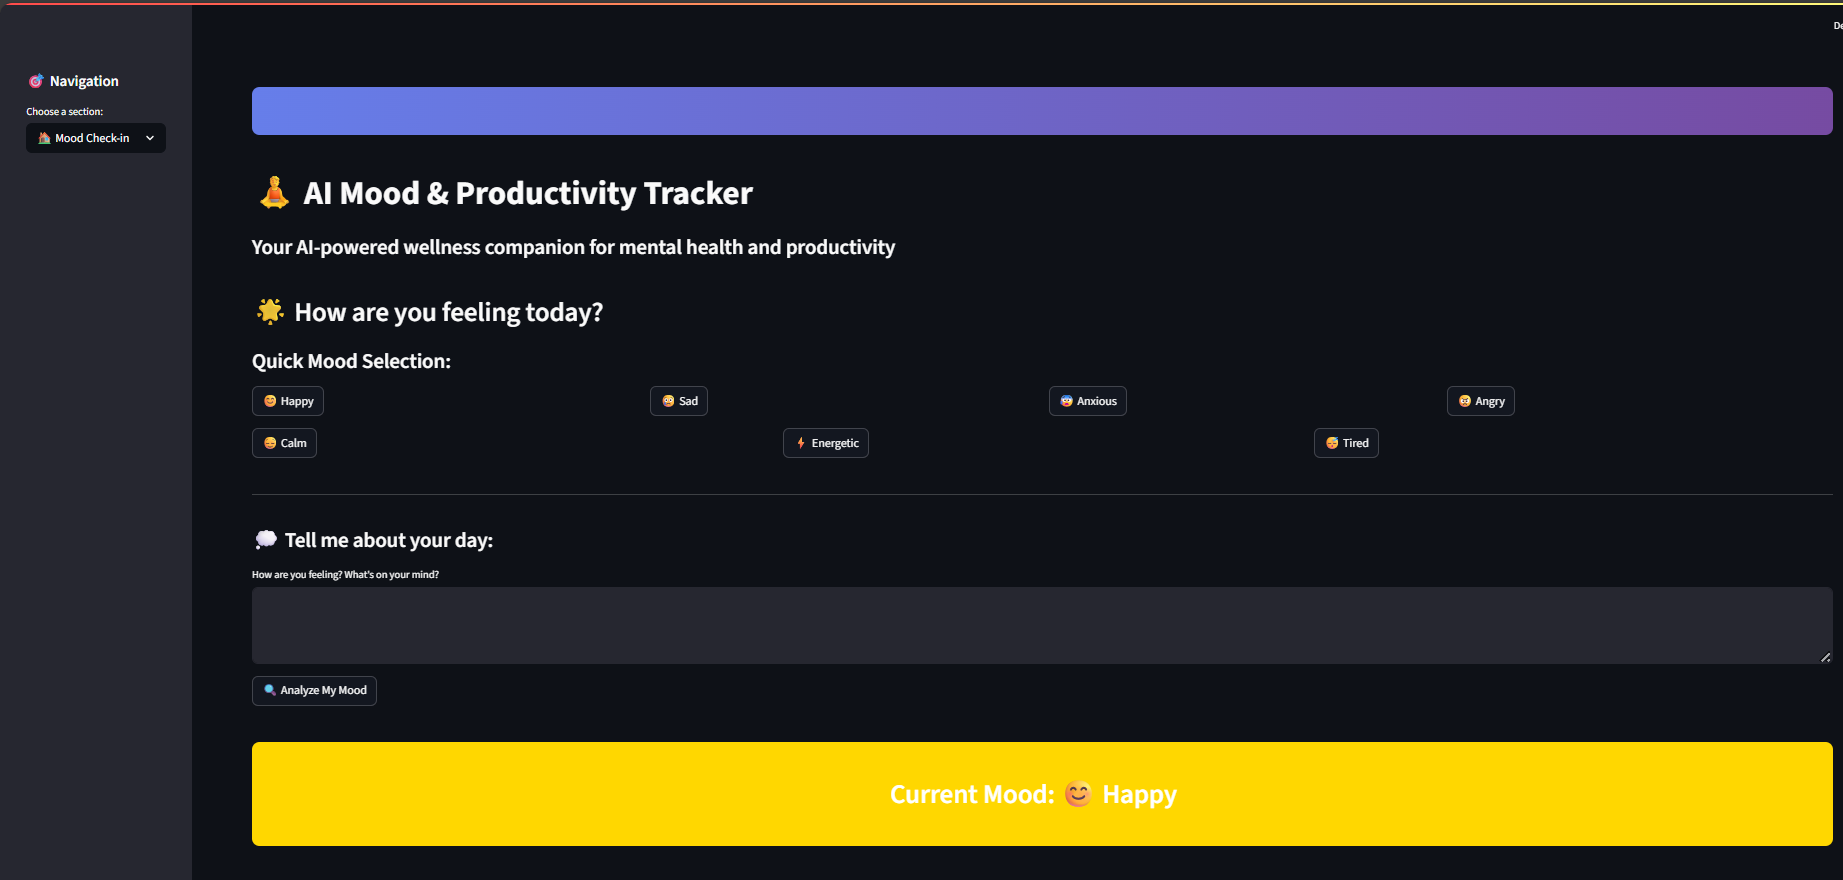 Navigation
Choose a section:
Mood Check-in
AI Mood & Productivity Tracker
Your AI-powered wellness companion for mental health and productivity
How are you feeling today?
Quick Mood Selection:
Happy
Sad
Anxious
Angry
Calm
Energetic
Tired
Tell me about your day:
How are you feeling? What's on your mind?
Analyze My Mood
Current Mood: Happy